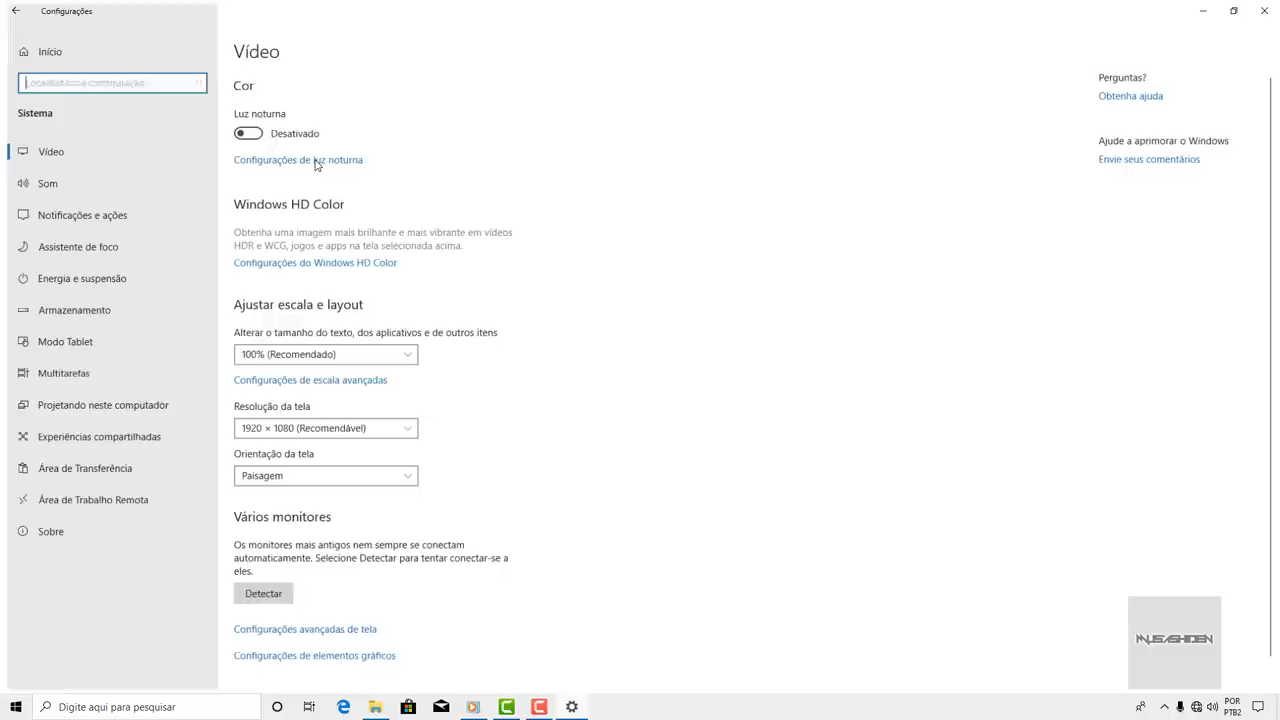 Configurações
Início
Sistema
Vídeo
Som
Notificações e ações
Assistente de foco
Energia e suspensão
Armazenamento
Modo Tablet
Multitarefas
Projetando neste computador
Experiências compartilhadas
Área de Transferência
Área de Trabalho Remota
Sobre
Vídeo
Cor
Luz noturna
Desativado
Configurações de luz noturna
Windows HD Color
Obtenha uma imagem mais brilhante e mais vibrante em vídeos
HDR e WCG, jogos e apps na tela selecionada acima.
Configurações do Windows HD Color
Ajustar escala e layout
Alterar o tamanho do texto, dos aplicativos e de outros itens
100% (Recomendado)
Configurações de escala avançadas
Resolução da tela
1920 × 1080 (Recomendável)
Orientação da tela
Paisagem
Vários monitores
Os monitores mais antigos nem sempre se conectam
automaticamente. Selecione Detectar para tentar conectar-se a
eles.
Detectar
Configurações avançadas de tela
Configurações de elementos gráficos
Perguntas?
Obtenha ajuda
Ajude a aprimorar o Windows
Envie seus comentários
Digite aqui para pesquisar
POR
PTB2